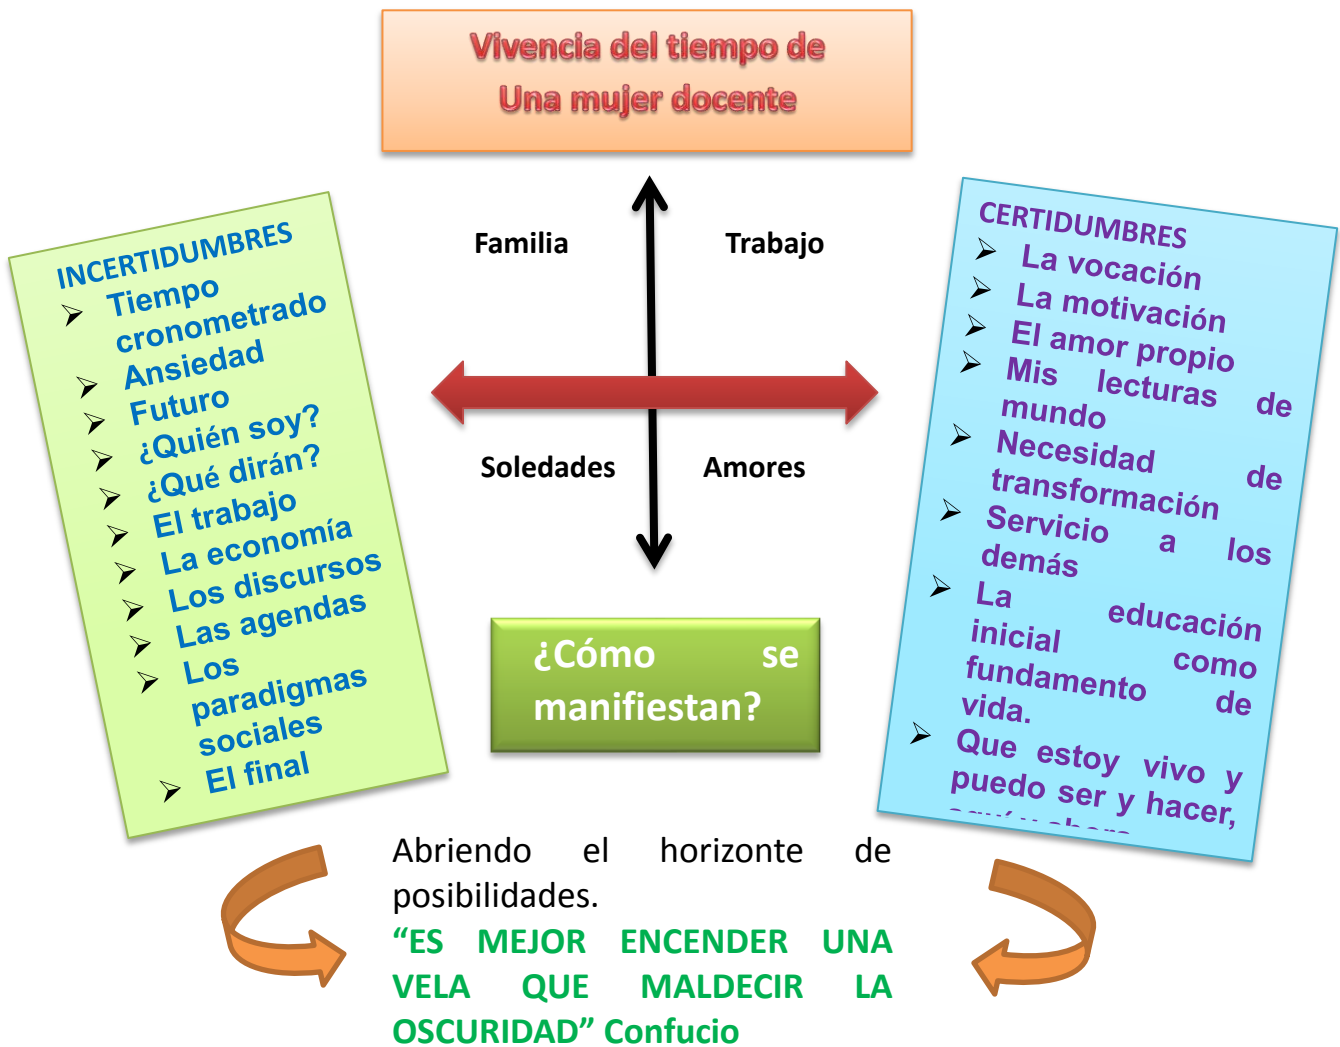 Vivencia del tiempo de
Una mujer docente
Familia
Trabajo
Soledades
Amores
INCERTIDUMBRES
Tiempo
cronometrado
Ansiedad
Futuro
¿Quién soy?
¿Qué dirán?
El trabajo
La economía
Los discursos
Las agendas
Los
paradigmas
sociales
El final
CERTIDUMBRES
La vocación
La motivación
El amor propio
Mis lecturas de
mundo
Necesidad de
transformación
Servicio a los
demás
La educación
inicial como
fundamento de
vida.
Que estoy vivo y
puedo ser y hacer,
¿Cómo se
manifiestan?
Abriendo el horizonte de
posibilidades.
“ES MEJOR ENCENDER UNA
VELA QUE MALDECIR LA
OSCURIDAD” Confucio